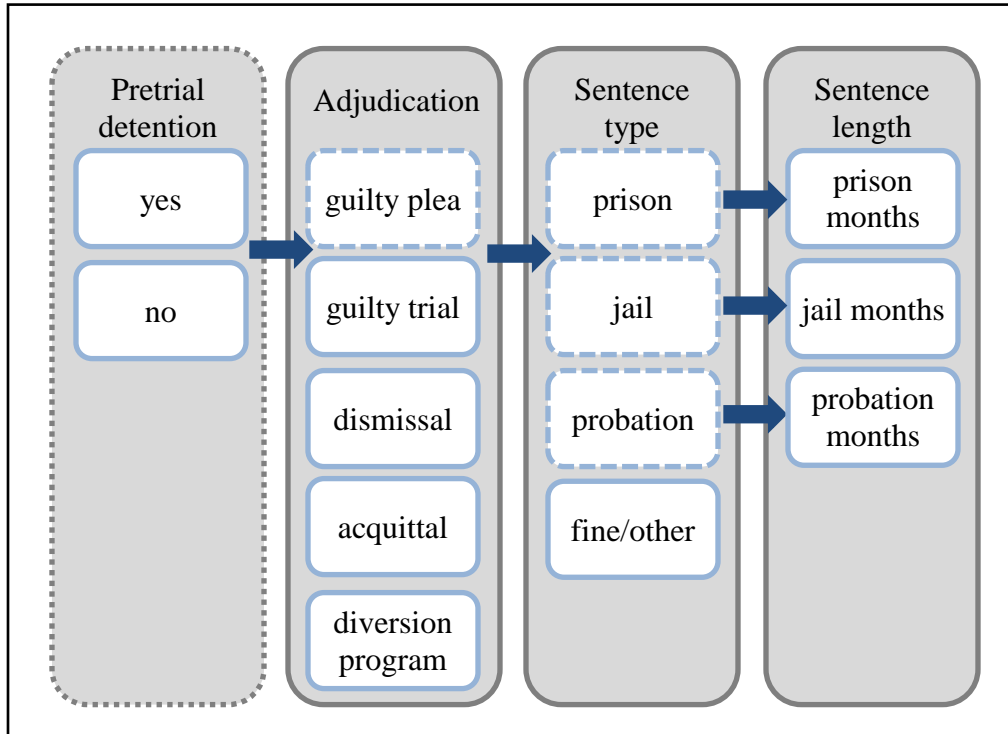 Pretrial
detention
yes
no
Adjudication
guilty plea
guilty trial
dismissal
acquittal
diversion
program
Sentence
type
prison
jail
probation
fine/other
Sentence
length
prison
months
jail months
probation
months